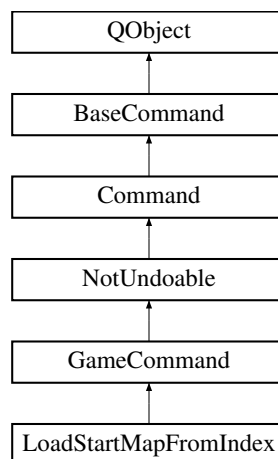 QObject
BaseCommand
Command
NotUndoable
GameCommand
LoadStartMapFromIndex